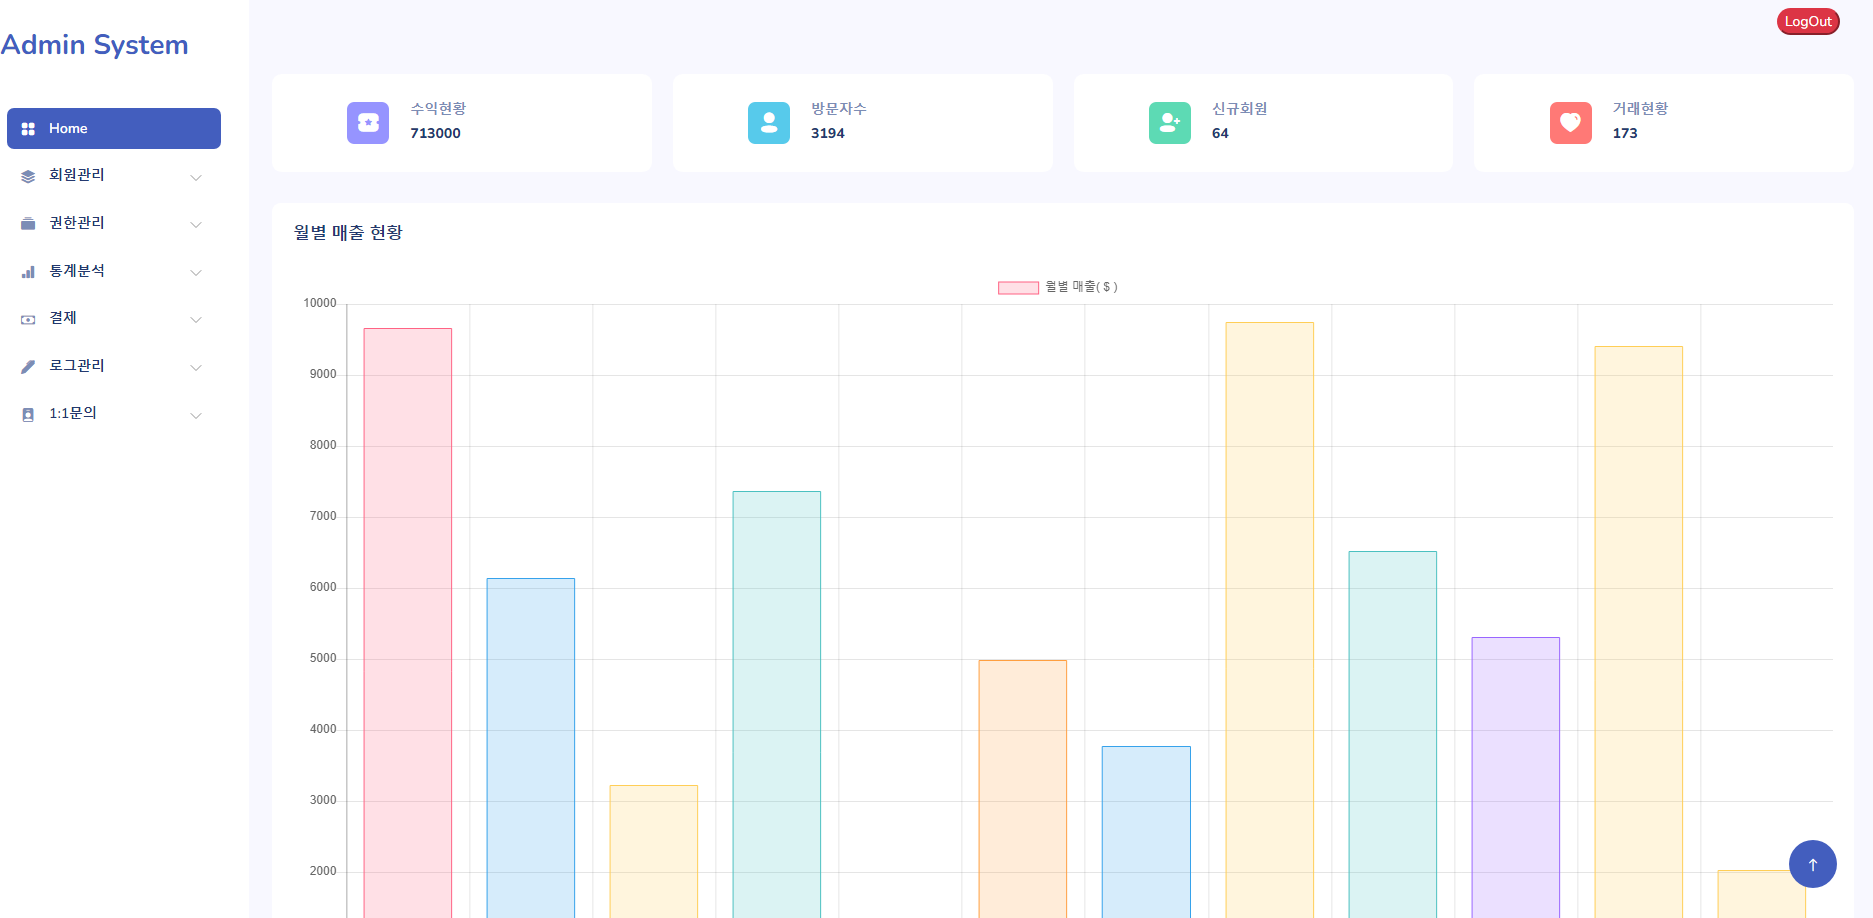 LogOut
Admin System
Home
회원관리
권한관리
통계분석
결제
로그관리
1:1문의
수익현황
713000
방문자수
3194
신규회원
64
거래현황
173
월별 매출 현황
월별 매출( $ )
10000
9000
8000
7000
6000
5000
4000
3000
2000